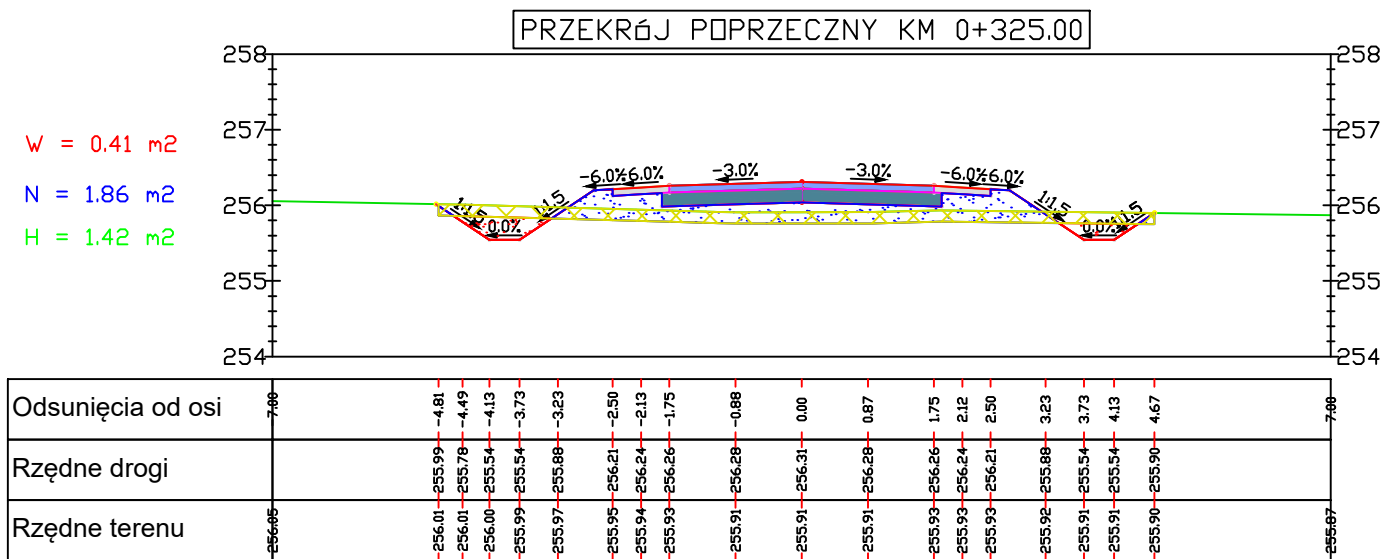 PRZEKRóJ POPRZECZNY KM 0+325.00
258 258
257 257
256 256
255 255
254 254
W = 0.41 m2
N = 1.86 m2
H = 1.42 m2
-6.0% -6.0% -3.0% -3.0% -6.0% -6.0%
1:1.5 0.0% 1:1.5 1:1.5 0.0% 1:1.5
Odsunięcia od osi -7.00 -4.81 -4.49 -4.13 -3.73 -3.23 -2.50 -2.13 -1.75 -0.88 0.00 0.87 1.75 2.12 2.50 3.23 3.73 4.13 4.67 7.00
Rzędne drogi 255.99 255.78 255.54 255.54 255.88 256.21 256.24 256.26 256.28 256.31 256.28 256.26 256.24 256.21 255.88 255.54 255.54 255.90
Rzędne terenu 256.05 256.01 256.01 256.00 255.99 255.97 255.95 255.94 255.93 255.91 255.91 255.91 255.93 255.93 255.93 255.92 255.91 255.91 255.90 255.87